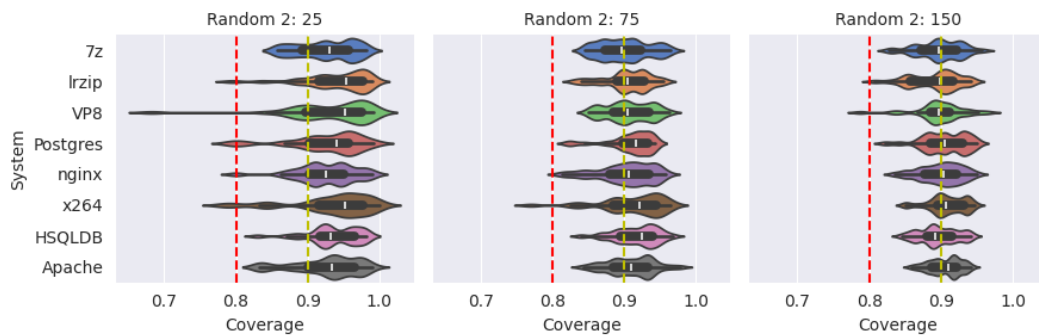 Random 2: 25
Random 2: 75
Random 2: 150
System
7z
lrzip
VP8
Postgres
nginx
x264
HSQLDB
Apache
0.7 0.8 0.9 1.0
0.7 0.8 0.9 1.0
0.7 0.8 0.9 1.0
Coverage
Coverage
Coverage